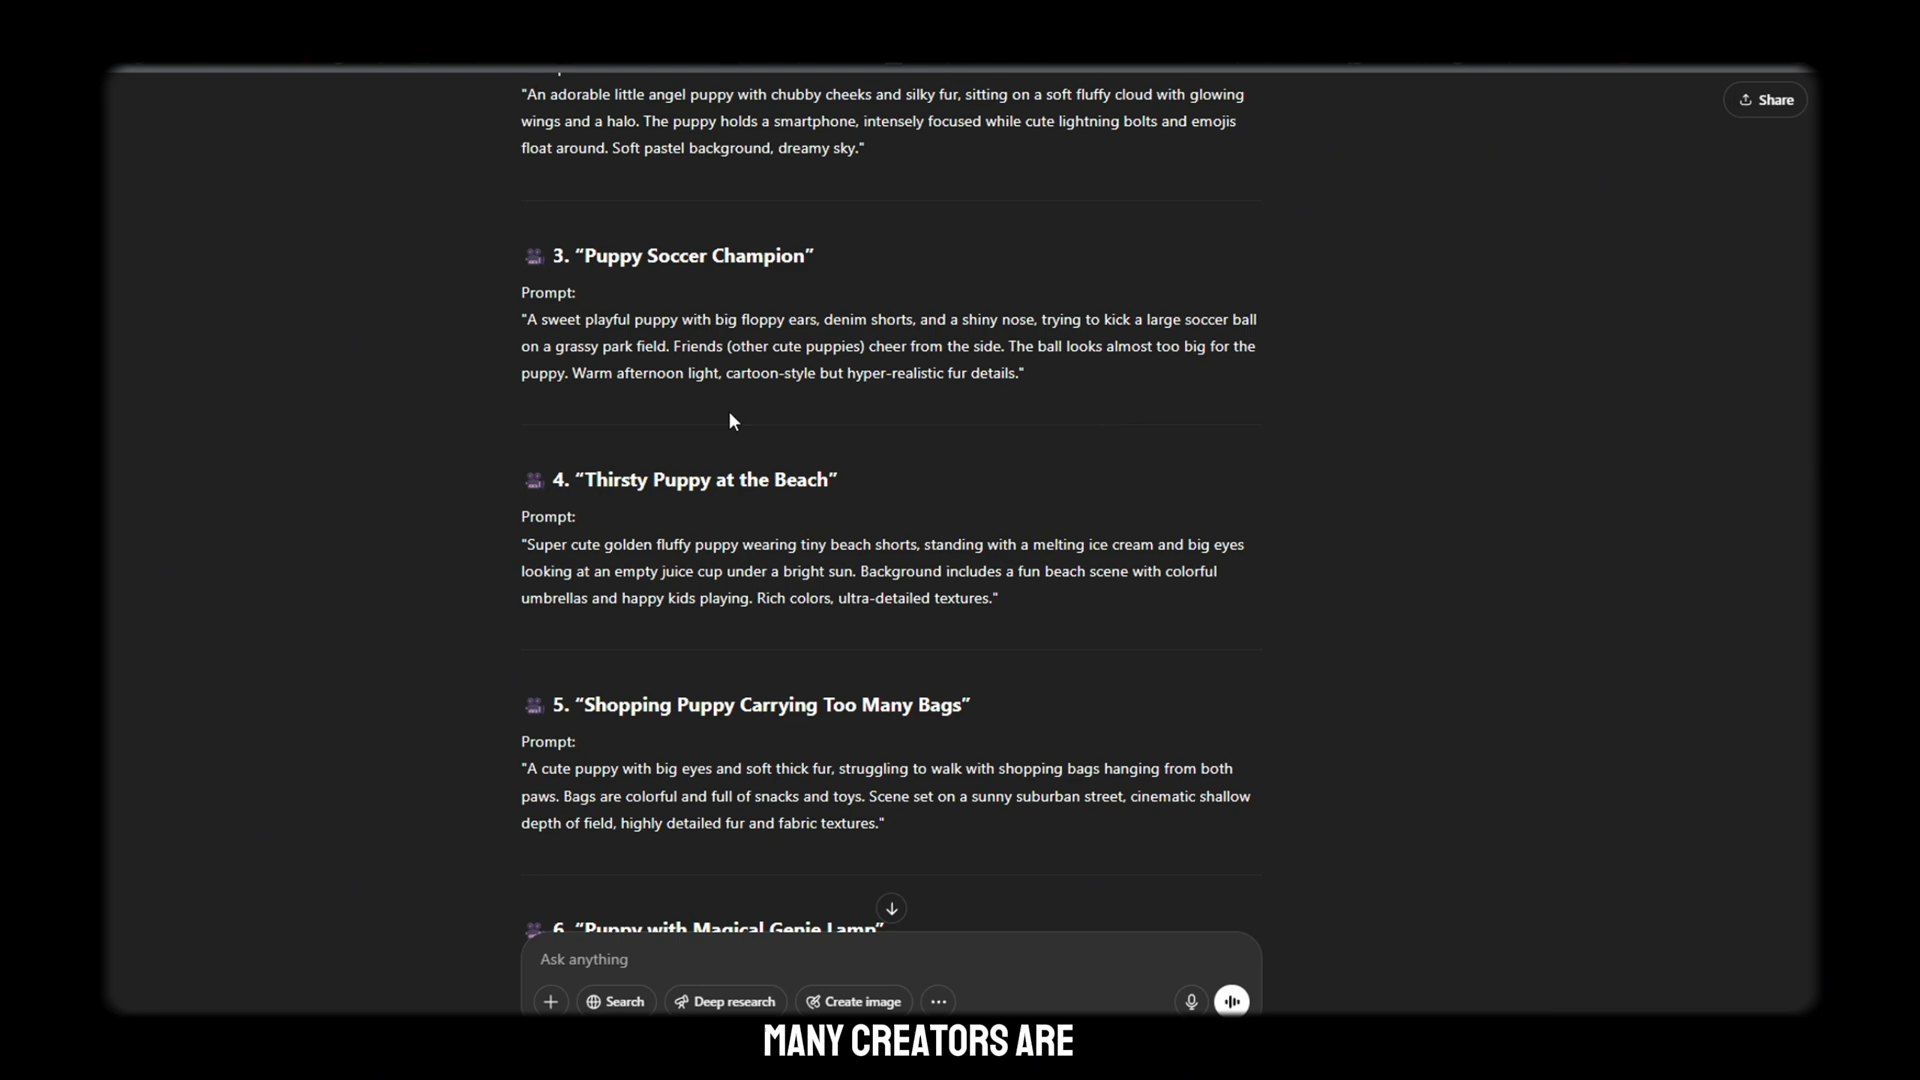 "An adorable little angel puppy with chubby cheeks and silky fur, sitting on a soft fluffy cloud with glowing
wings and a halo. The puppy holds a smartphone, intensely focused while cute lightning bolts and emojis
float around. Soft pastel background, dreamy sky."
Share
3. “Puppy Soccer Champion”
Prompt:
"A sweet playful puppy with big floppy ears, denim shorts, and a shiny nose, trying to kick a large soccer ball
on a grassy park field. Friends (other cute puppies) cheer from the side. The ball looks almost too big for the
puppy. Warm afternoon light, cartoon-style but hyper-realistic fur details."
4. “Thirsty Puppy at the Beach”
Prompt:
"Super cute golden fluffy puppy wearing tiny beach shorts, standing with a melting ice cream and big eyes
looking at an empty juice cup under a bright sun. Background includes a fun beach scene with colorful
umbrellas and happy kids playing. Rich colors, ultra-detailed textures."
5. “Shopping Puppy Carrying Too Many Bags”
Prompt:
"A cute puppy with big eyes and soft thick fur, struggling to walk with shopping bags hanging from both
paws. Bags are colorful and full of snacks and toys. Scene set on a sunny suburban street, cinematic shallow
depth of field, highly detailed fur and fabric textures."
6. “Puppy with Magical Genie Lamp”
Ask anything
Search Deep research Create image
MANY CREATORS ARE